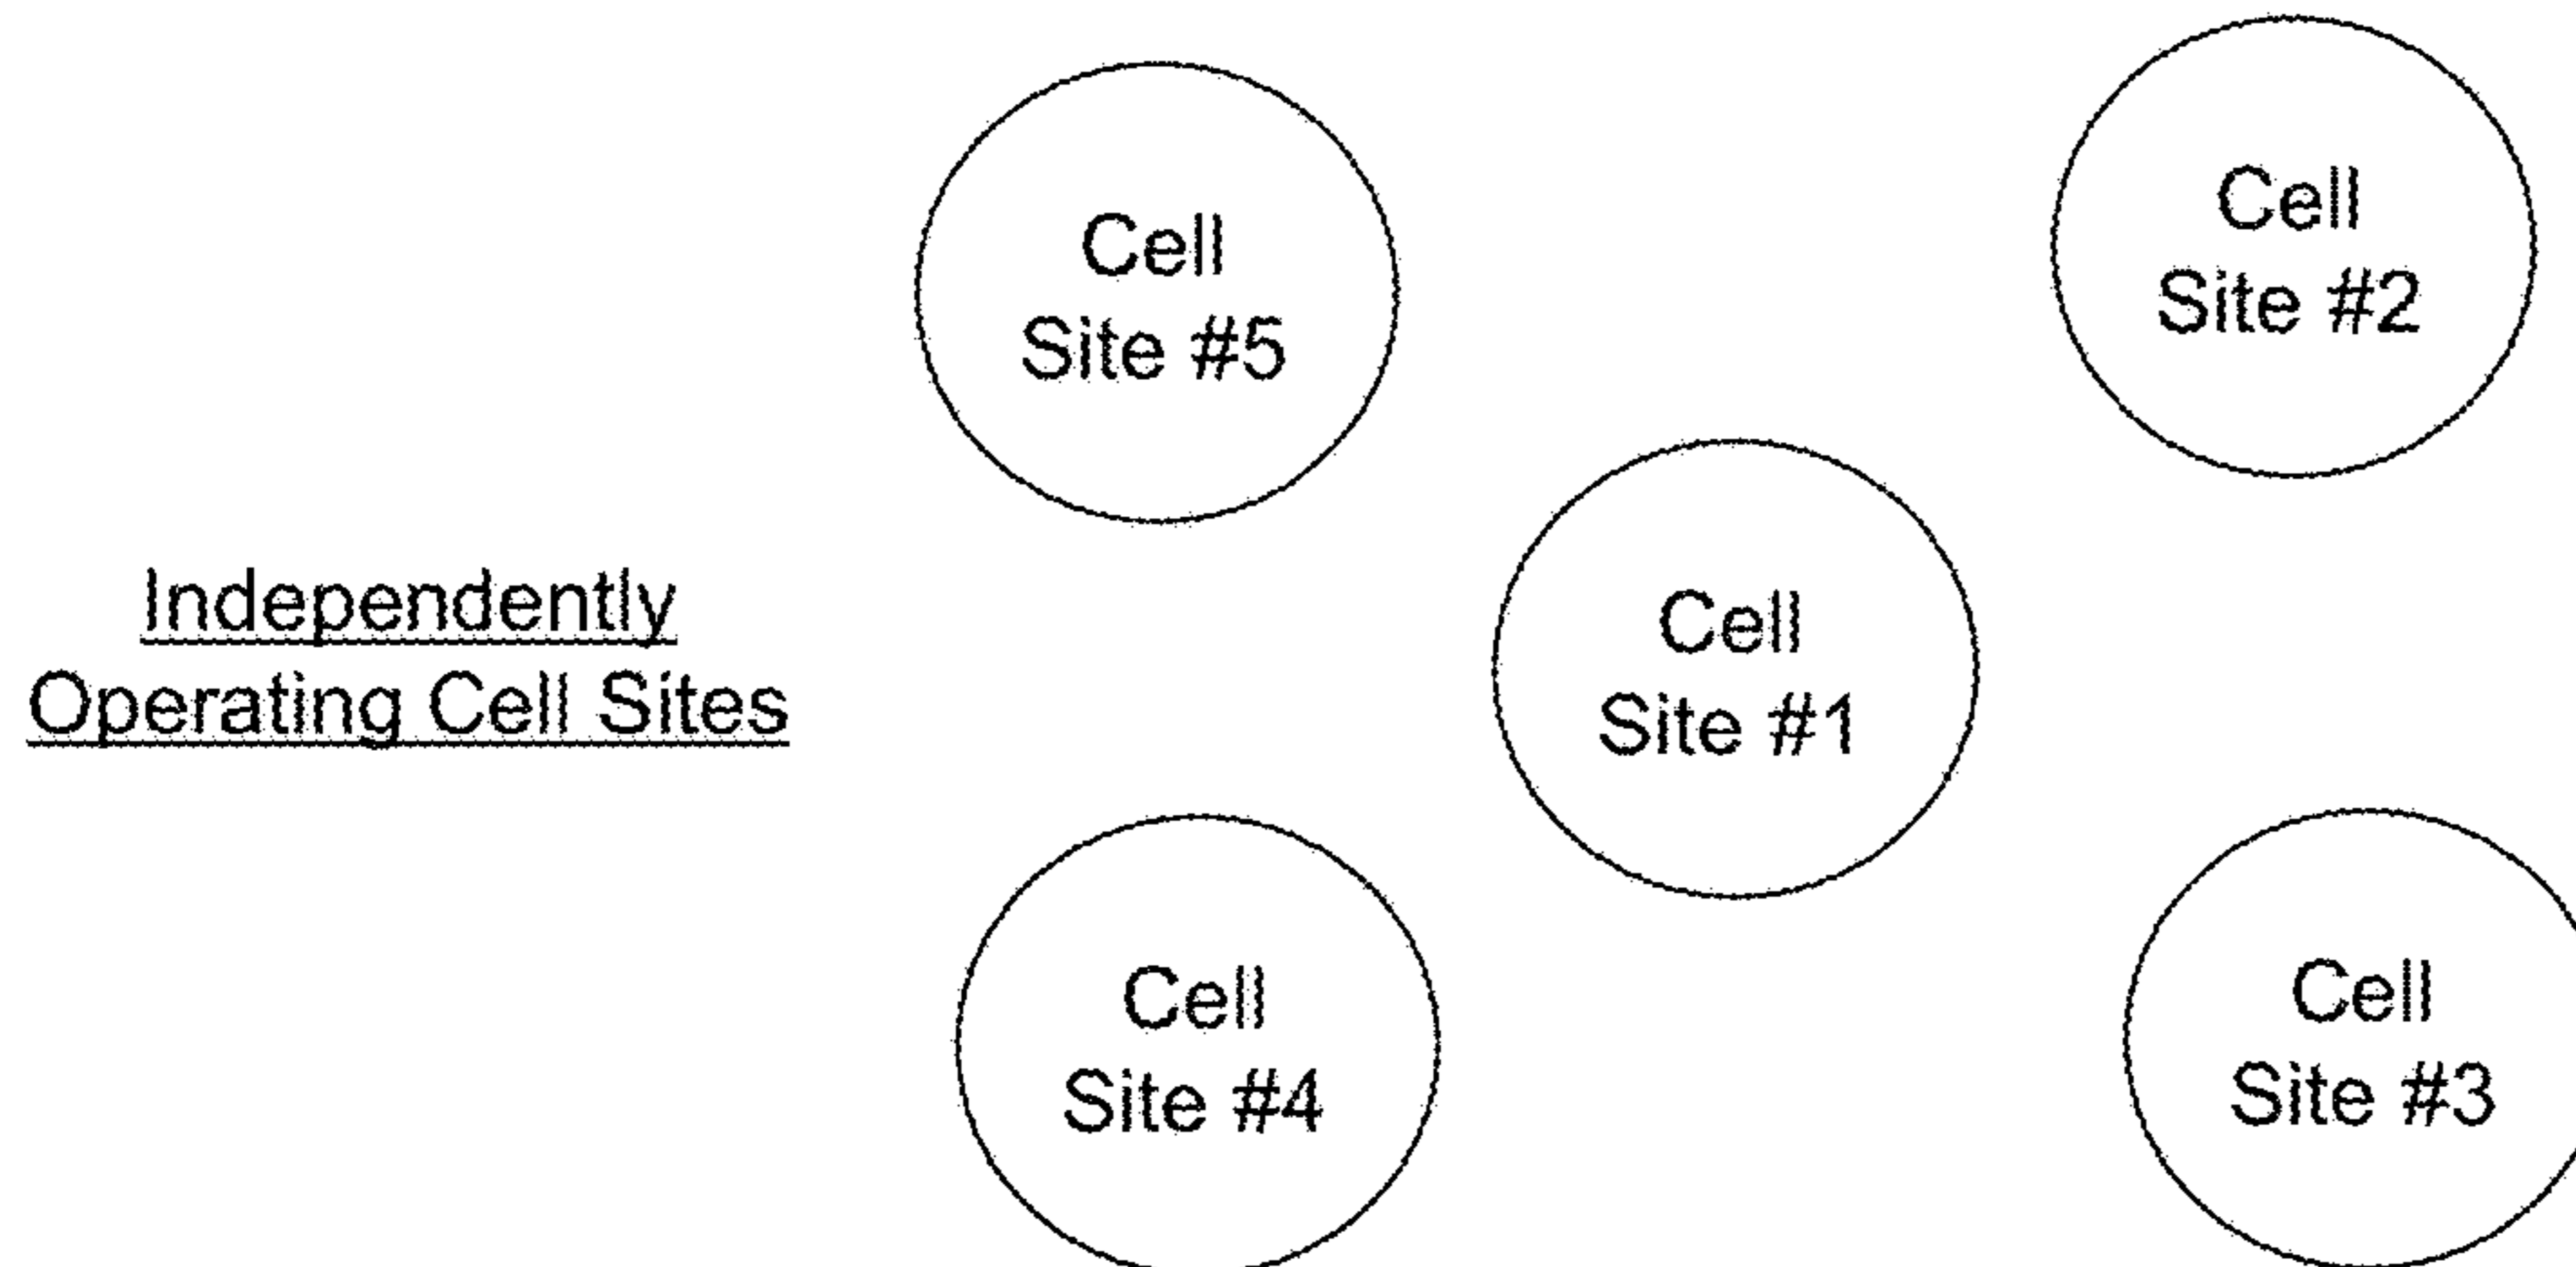 Cell
Site #5
Cell
Site #2
Independently
Operating Cell Sites
Cell
Site #1
Cell
Site #4
Cell
Site #3